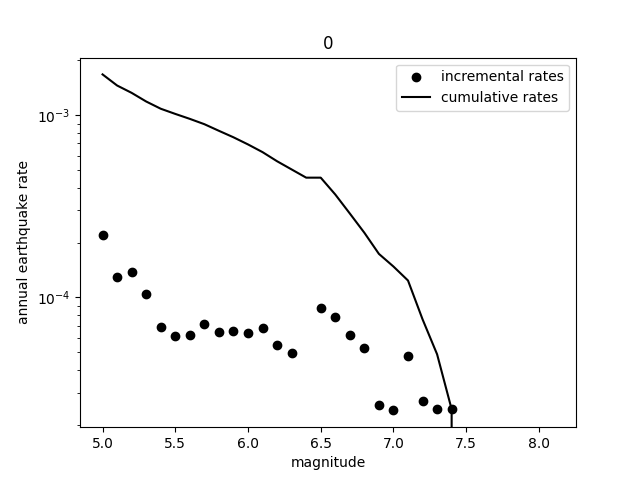 0
incremental rates
cumulative rates
10⁻³
10⁻⁴
annual earthquake rate
5.0 5.5 6.0 6.5 7.0 7.5 8.0
magnitude